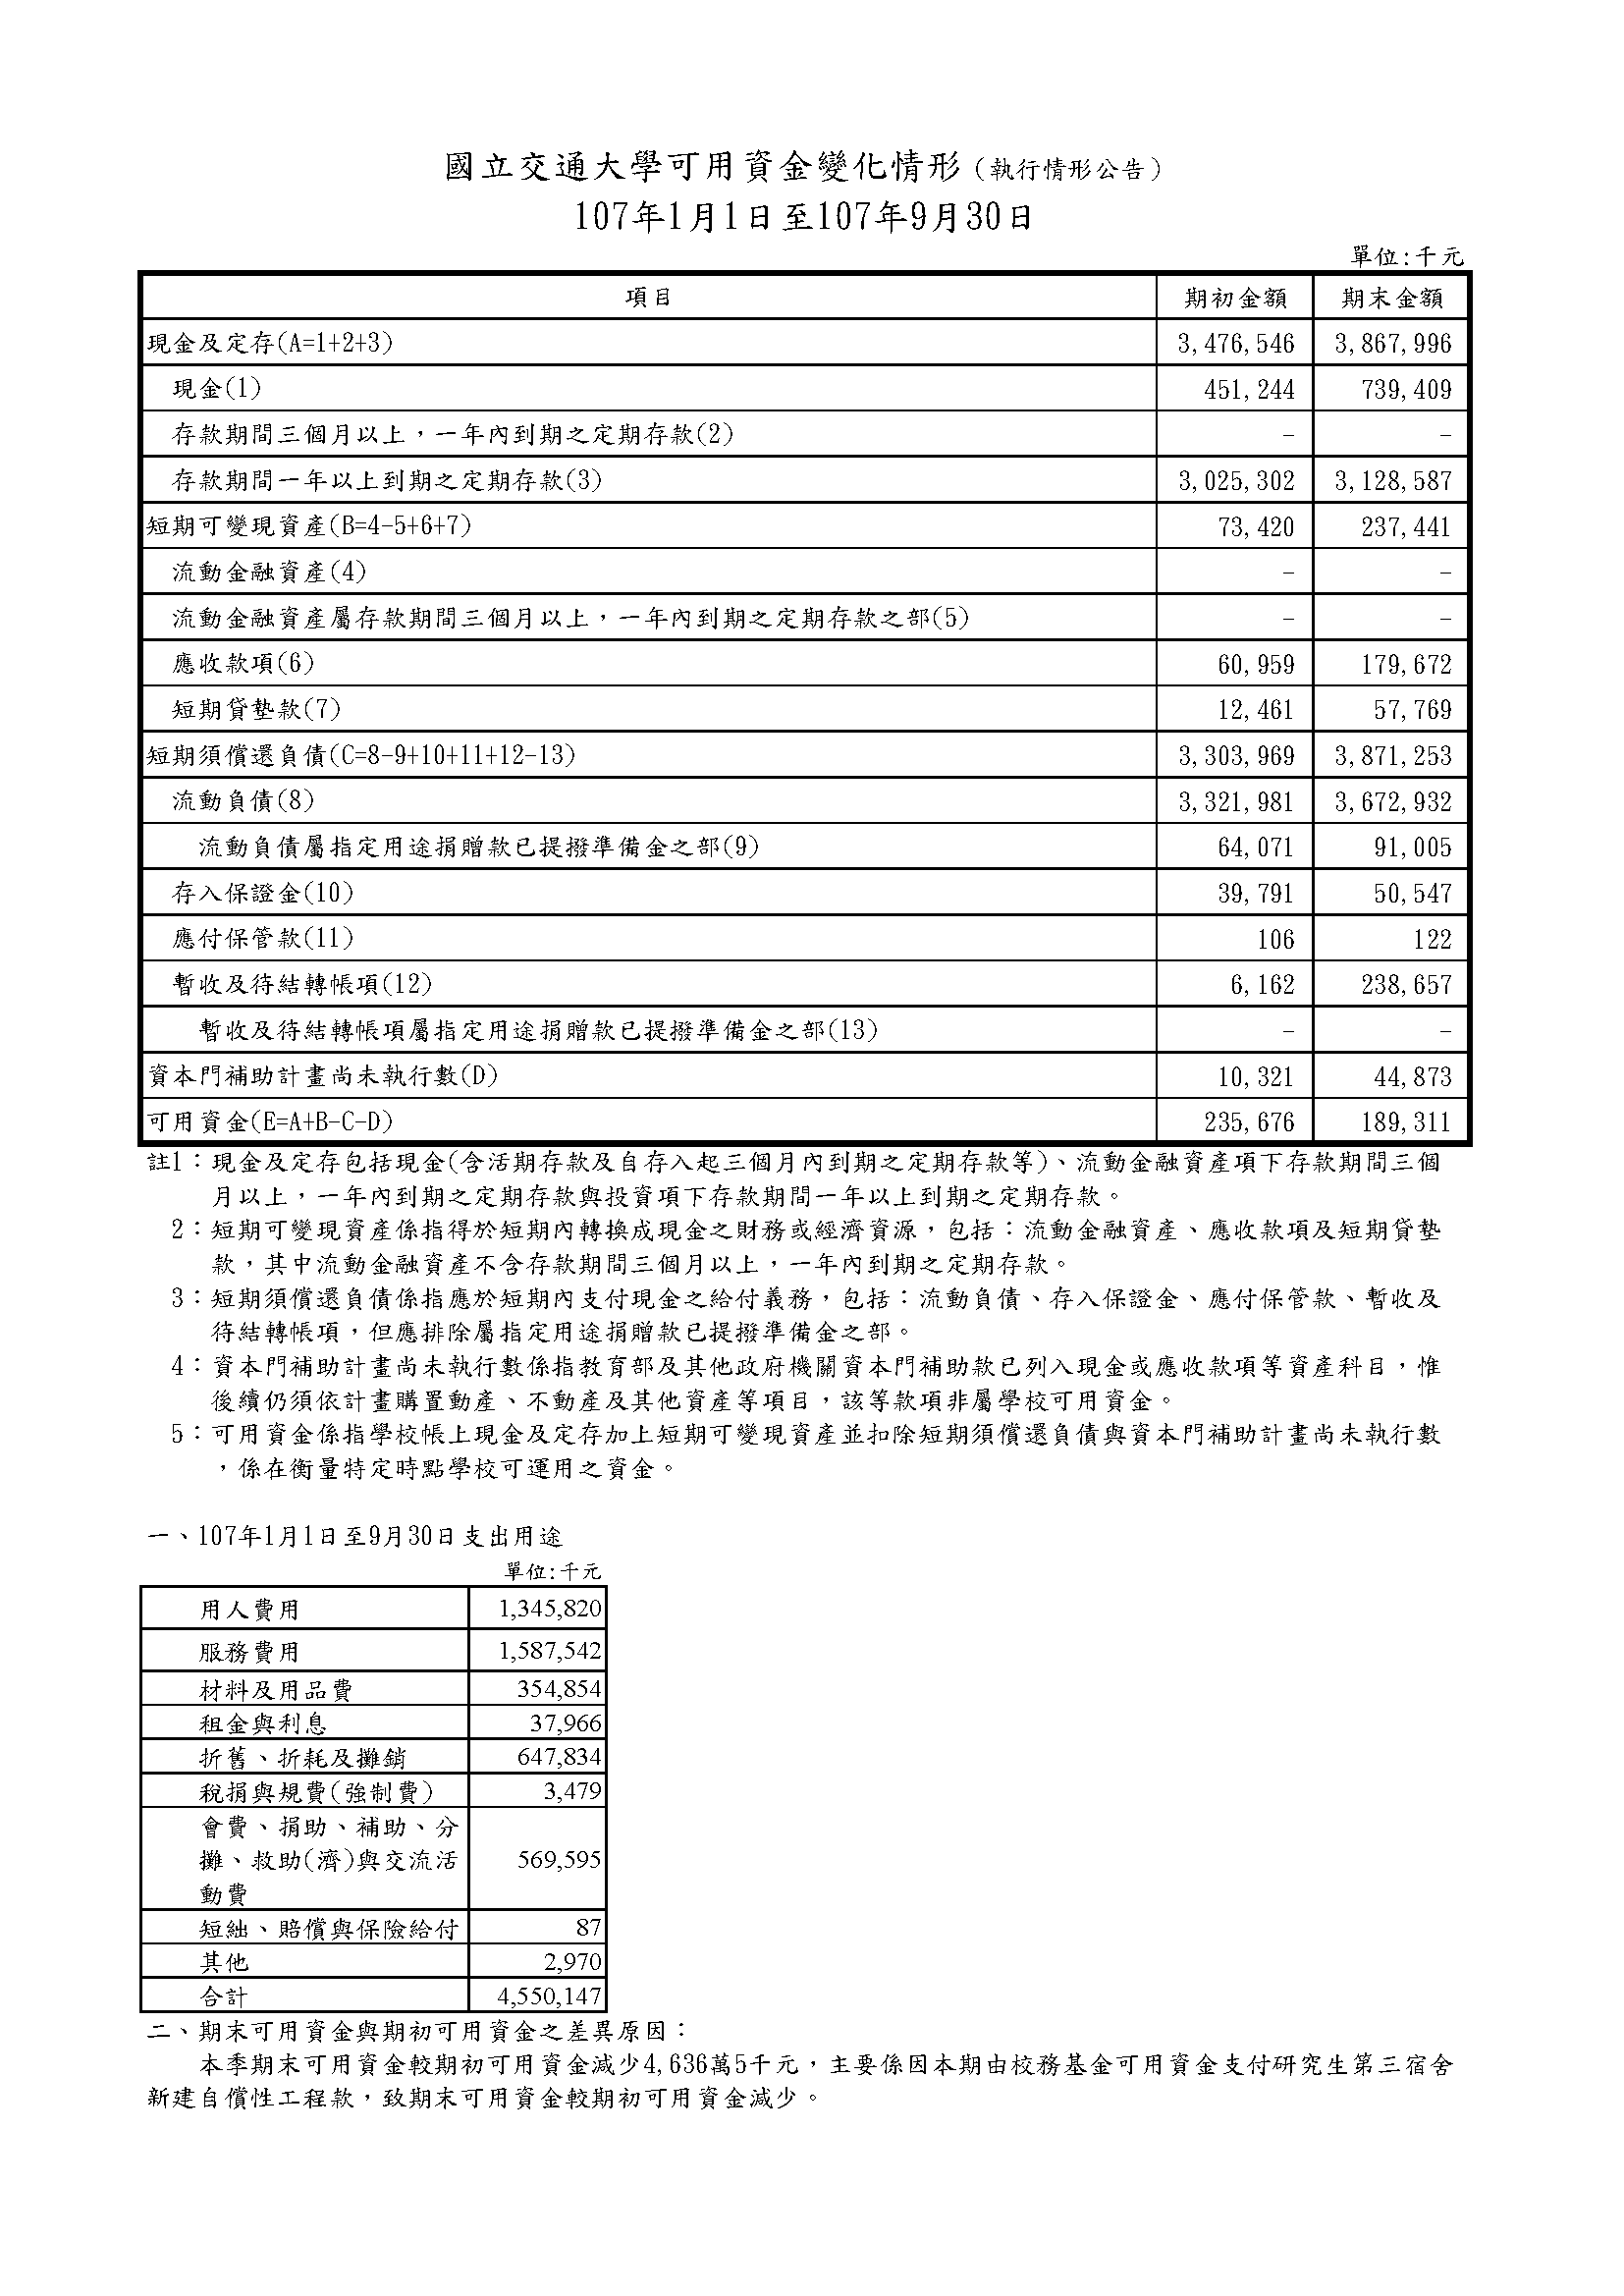 國立交通大學可用資金變化情形（執行情形公告）
107年1月1日至107年9月30日
單位:千元
項目 期初金額 期末金額
現金及定存(A=1+2+3) 3,476,546 3,867,996
現金(1) 451,244 739,409
存款期間三個月以上，一年內到期之定期存款(2) – –
存款期間一年以上到期之定期存款(3) 3,025,302 3,128,587
短期可變現資產(B=4-5+6+7) 73,420 237,441
流動金融資產(4) – –
流動金融資產屬存款期間三個月以上，一年內到期之定期存款之部(5) – –
應收款項(6) 60,959 179,672
短期貸墊款(7) 12,461 57,769
短期須償還負債(C=8-9+10+11+12-13) 3,303,969 3,871,253
流動負債(8) 3,321,981 3,672,932
流動負債屬指定用途捐贈款已提撥準備金之部(9) 64,071 91,005
存入保證金(10) 39,791 50,547
應付保管款(11) 106 122
暫收及待結轉帳項(12) 6,162 238,657
暫收及待結轉帳項屬指定用途捐贈款已提撥準備金之部(13) – –
資本門補助計畫尚未執行數(D) 10,321 44,873
可用資金(E=A+B-C-D) 235,676 189,311
註1：現金及定存包括現金(含活期存款及自存入起三個月內到期之定期存款等)、流動金融資產項下存款期間三個
月以上，一年內到期之定期存款與投資項下存款期間一年以上到期之定期存款。
2：短期可變現資產係指得於短期內轉換成現金之財務或經濟資源，包括：流動金融資產、應收款項及短期貸墊
款，其中流動金融資產不含存款期間三個月以上，一年內到期之定期存款。
3：短期須償還負債係指應於短期內支付現金之給付義務，包括：流動負債、存入保證金、應付保管款、暫收及
待結轉帳項，但應排除屬指定用途捐贈款已提撥準備金之部。
4：資本門補助計畫尚未執行數係指教育部及其他政府機關資本門補助款已列入現金或應收款項等資產科目，惟
後續仍須依計畫購置動產、不動產及其他資產等項目，該等款項非屬學校可用資金。
5：可用資金係指學校帳上現金及定存加上短期可變現資產並扣除短期須償還負債與資本門補助計畫尚未執行數
，係在衡量特定時點學校可運用之資金。
一、107年1月1日至9月30日支出用途
單位:千元
用人費用 1,345,820
服務費用 1,587,542
材料及用品費 354,854
租金與利息 37,966
折舊、折耗及攤銷 647,834
稅捐與規費(強制費) 3,479
會費、捐助、補助、分
攤、救助(濟)與交流活 569,595
動費
短絀、賠償與保險給付 87
其他 2,970
合計 4,550,147
二、期末可用資金與期初可用資金之差異原因：
本季期末可用資金較期初可用資金減少4,636萬5千元，主要係因本期由校務基金可用資金支付研究生第三宿舍
新建自償性工程款，致期末可用資金較期初可用資金減少。